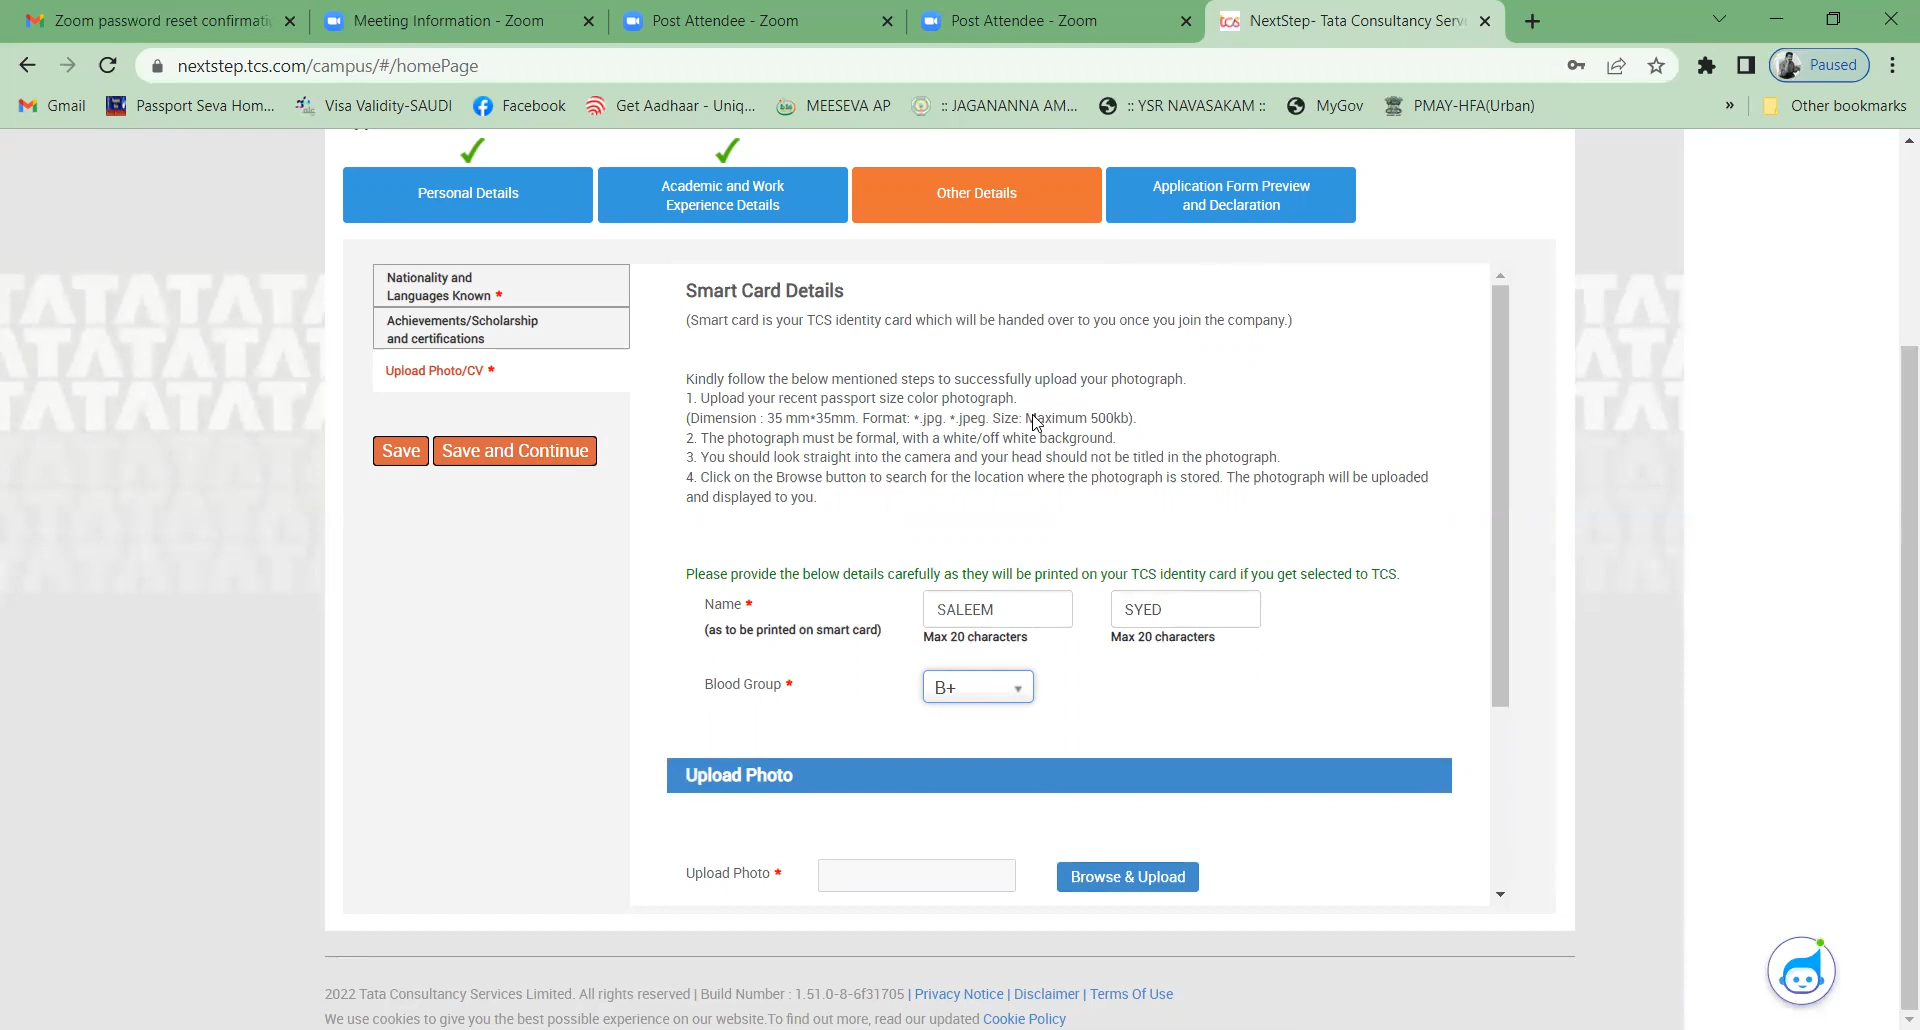 Zoom password reset confirmati
Meeting Information - Zoom
Post Attendee - Zoom
Post Attendee - Zoom
tcs
NextStep- Tata Consultancy Serv
nextstep.tcs.com/campus/#/homePage
Paused
Gmail
Passport Seva Hom...
Visa Validity-SAUDI
Facebook
Get Aadhaar - Uniq...
MEESEVA AP
:: JAGANANNA AM...
:: YSR NAVASAKAM ::
MyGov
PMAY-HFA(Urban)
»
Other bookmarks
Personal Details
Academic and Work
Experience Details
Other Details
Application Form Preview
and Declaration
Nationality and
Languages Known *
Achievements/Scholarship
and certifications
Upload Photo/CV *
Save
Save and Continue
Smart Card Details
(Smart card is your TCS identity card which will be handed over to you once you join the company.)
Kindly follow the below mentioned steps to successfully upload your photograph.
1. Upload your recent passport size color photograph.
(Dimension : 35 mm*35mm. Format: *.jpg. *.jpeg. Size: Maximum 500kb).
2. The photograph must be formal, with a white/off white background.
3. You should look straight into the camera and your head should not be titled in the photograph.
4. Click on the Browse button to search for the location where the photograph is stored. The photograph will be uploaded
and displayed to you.
Please provide the below details carefully as they will be printed on your TCS identity card if you get selected to TCS.
Name *
(as to be printed on smart card)
SALEEM
SYED
Max 20 characters
Max 20 characters
Blood Group *
B+
Upload Photo
Upload Photo *
Browse & Upload
2022 Tata Consultancy Services Limited. All rights reserved | Build Number : 1.51.0-8-6f31705 | Privacy Notice | Disclaimer | Terms Of Use
We use cookies to give you the best possible experience on our website.To find out more, read our updated Cookie Policy